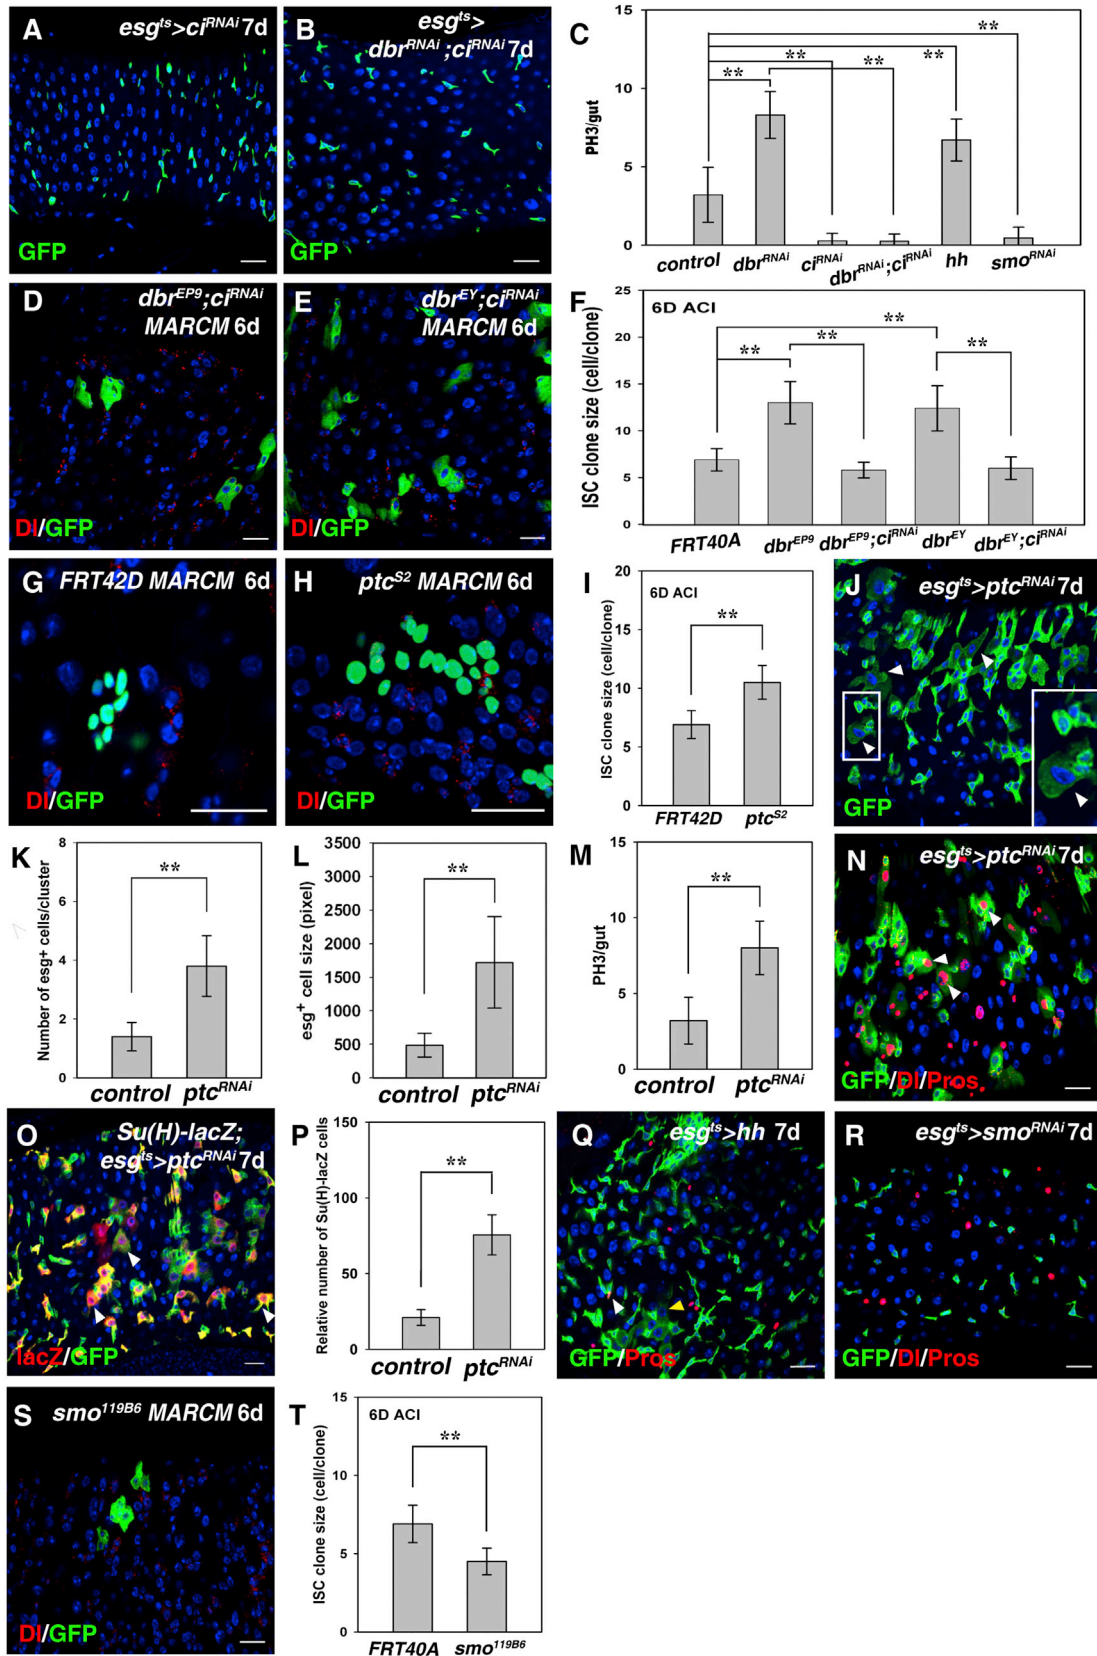 A
esg^ts>ci^RNAi 7d
GFP
B
esg^ts>
dbr^RNAi ;ci^RNAi 7d
GFP
C
PH3/gut
15
10
5
0
**
**
**
**
**
control
dbr^RNAi
ci^RNAi
dbr^RNAi;ci^RNAi
hh
smo^RNAi
D
dbr^EP9;ci^RNAi
MARCM 6d
Dl/GFP
E
dbr^EY;ci^RNAi
MARCM 6d
Dl/GFP
F
6D ACI
ISC clone size (cell/clone)
25
20
15
10
5
0
**
**
**
**
FRT40A
dbr^EP9
dbr^EP9;ci^RNAi
dbr^EY
dbr^EY;ci^RNAi
G
FRT42D MARCM 6d
Dl/GFP
H
ptc^S2 MARCM 6d
Dl/GFP
I
6D ACI
ISC clone size (cell/clone)
20
15
10
5
0
**
FRT42D
ptc^S2
J
esg^ts>ptc^RNAi 7d
GFP
K
Number of esg+ cells/cluster
8
6
4
2
0
**
control
ptc^RNAi
L
esg^+ cell size (pixel)
3500
3000
2500
2000
1500
1000
500
0
**
control
ptc^RNAi
M
PH3/gut
15
10
5
0
**
control
ptc^RNAi
N
esg^ts>ptc^RNAi 7d
GFP/Dl/Pros
O
Su(H)-lacZ;
esg^ts>ptc^RNAi 7d
lacZ/GFP
P
Relative number of Su(H)-lacZ cells
150
100
50
0
**
control
ptc^RNAi
Q
esg^ts>hh 7d
GFP/Pros
R
esg^ts>smo^RNAi 7d
GFP/Dl/Pros
S
smo^119B6 MARCM 6d
Dl/GFP
T
6D ACI
ISC clone size (cell/clone)
15
10
5
0
**
FRT40A
smo^119B6